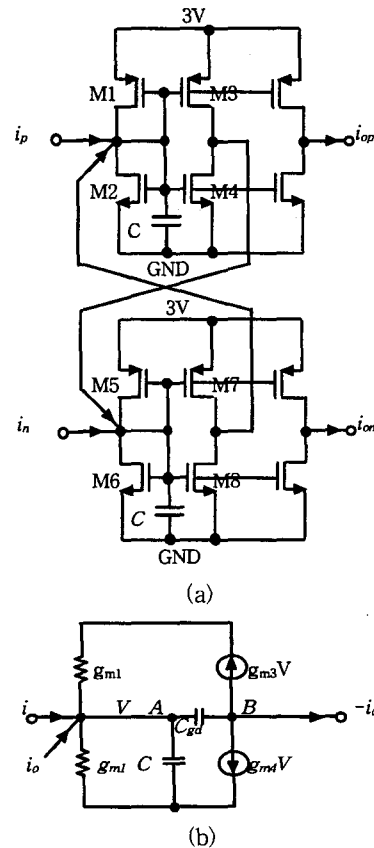 3V
M1 M3
i_p i_op
M2 M4
C
GND
3V
M5 M7
i_n i_on
M6 M8
C
GND
(a)
g_m1 g_m3V
i V A C_gd B
i_o g_m1 C g_m4V
(b)